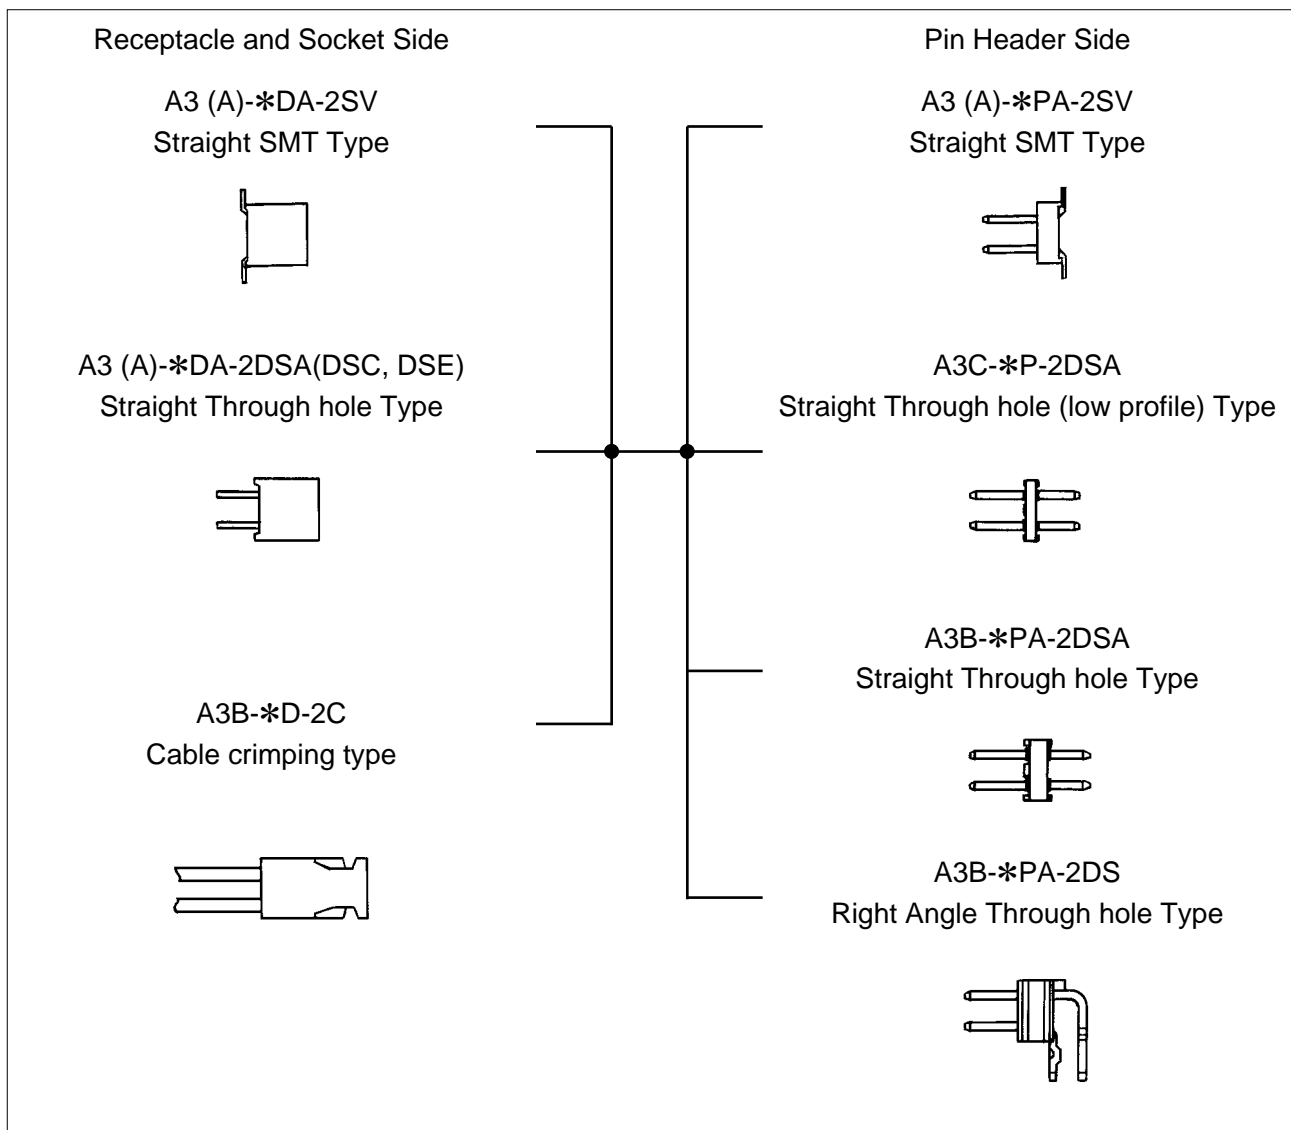 Receptacle and Socket Side
A3 (A)-*DA-2SV
Straight SMT Type
A3 (A)-*DA-2DSA(DSC, DSE)
Straight Through hole Type
A3B-*D-2C
Cable crimping type
Pin Header Side
A3 (A)-*PA-2SV
Straight SMT Type
A3C-*P-2DSA
Straight Through hole (low profile) Type
A3B-*PA-2DSA
Straight Through hole Type
A3B-*PA-2DS
Right Angle Through hole Type